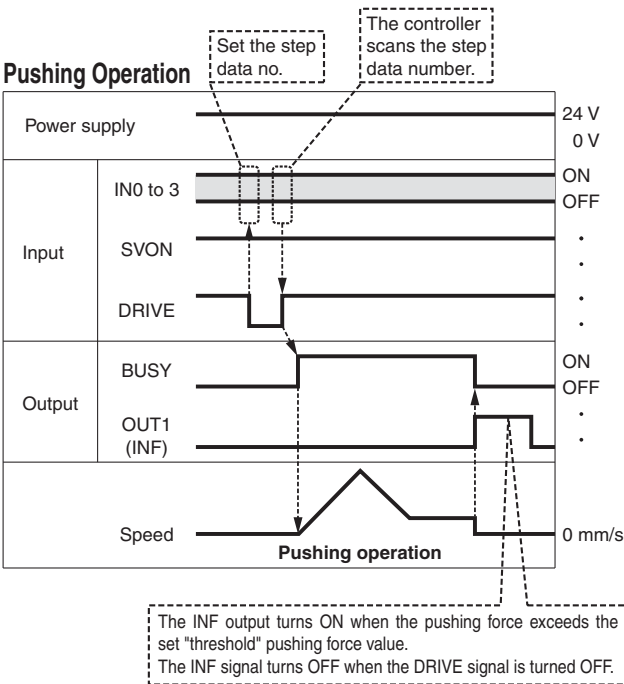 The controller
scans the step
data number.
Set the step
data no.
Pushing Operation
Power supply
24 V
0 V
Input
IN0 to 3
ON
OFF
SVON
DRIVE
Output
BUSY
ON
OFF
OUT1
(INF)
Speed
0 mm/s
Pushing operation
The INF output turns ON when the pushing force exceeds the
set "threshold" pushing force value.
The INF signal turns OFF when the DRIVE signal is turned OFF.